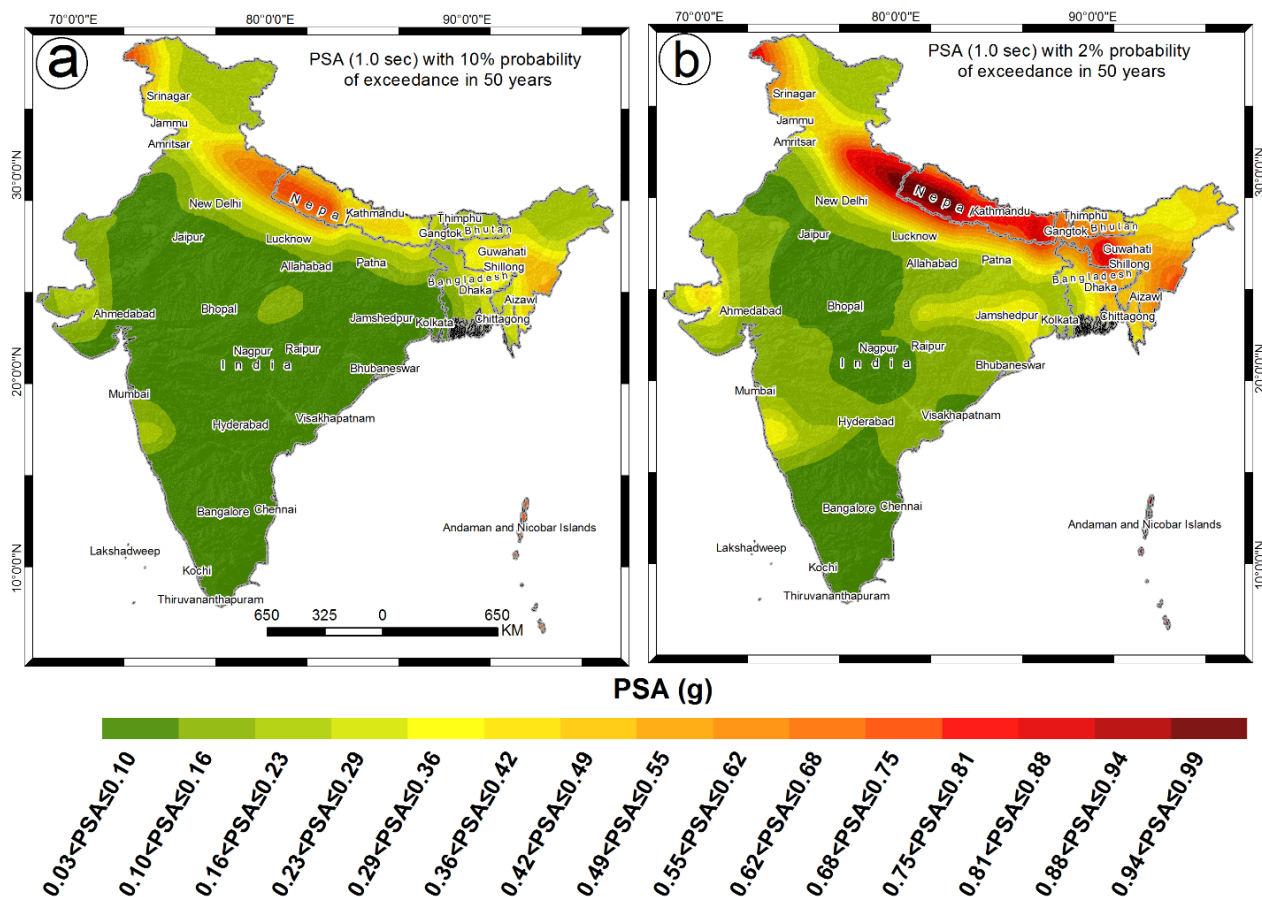 70°0'0"E 80°0'0"E 90°0'0"E
a
PSA (1.0 sec) with 10% probability
of exceedance in 50 years
30°0'0"N
20°0'0"N
10°0'0"N
Srinagar
Jammu
Amritsar
New Delhi
Nepal
Kathmandu
Thimphu
Gangtok
Bhutan
Jaipur
Lucknow
Guwahati
Allahabad
Patna
Shillong
Bangladesh
Dhaka
Aizawl
Bhopal
Ahmedabad
Jamshedpur
Kolkata
Chittagong
Nagpur
Raipur
India
Bhubaneswar
Mumbai
Hyderabad
Visakhapatnam
Bangalore
Chennai
Andaman and Nicobar Islands
Lakshadweep
Kochi
Thiruvananthapuram
650 325 0 650
KM
70°0'0"E 80°0'0"E 90°0'0"E
b
PSA (1.0 sec) with 2% probability
of exceedance in 50 years
30°0'0"N
20°0'0"N
10°0'0"N
Srinagar
Jammu
Amritsar
New Delhi
Nepal
Kathmandu
Thimphu
Gangtok
Bhutan
Jaipur
Lucknow
Guwahati
Allahabad
Patna
Shillong
Bangladesh
Dhaka
Aizawl
Bhopal
Ahmedabad
Jamshedpur
Kolkata
Chittagong
Nagpur
Raipur
India
Bhubaneswar
Mumbai
Hyderabad
Visakhapatnam
Bangalore
Chennai
Andaman and Nicobar Islands
Lakshadweep
Kochi
Thiruvananthapuram
PSA (g)
0.03<PSA≤0.10
0.10<PSA≤0.16
0.16<PSA≤0.23
0.23<PSA≤0.29
0.29<PSA≤0.36
0.36<PSA≤0.42
0.42<PSA≤0.49
0.49<PSA≤0.55
0.55<PSA≤0.62
0.62<PSA≤0.68
0.68<PSA≤0.75
0.75<PSA≤0.81
0.81<PSA≤0.88
0.88<PSA≤0.94
0.94<PSA≤0.99